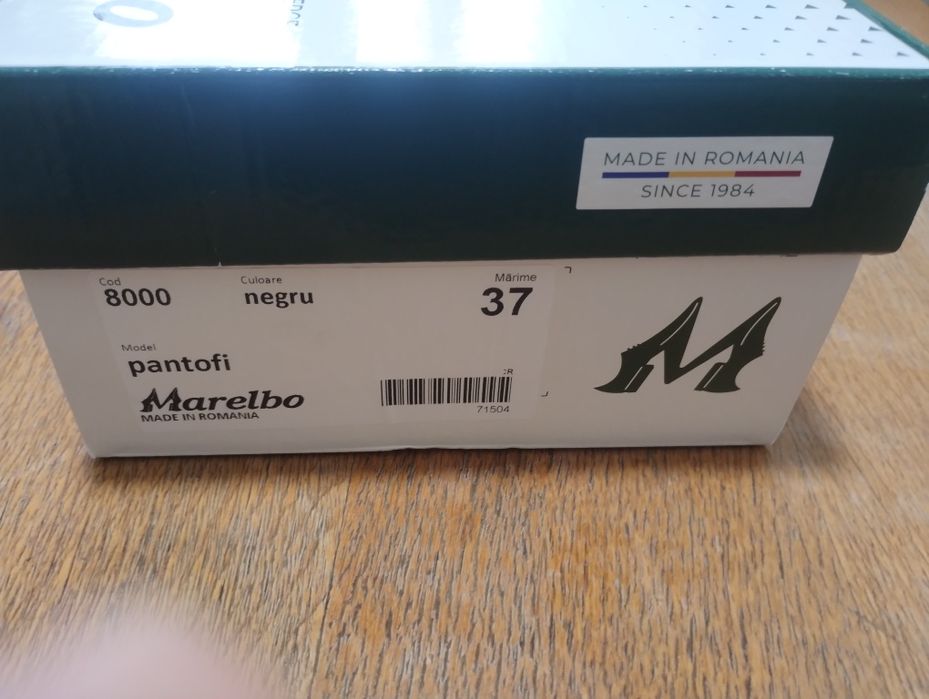 MADE IN ROMANIA
SINCE 1984
Cod
8000
Culoare
negru
Mărime
37
Model
pantofi
Marelbo
MADE IN ROMANIA
:R
71504